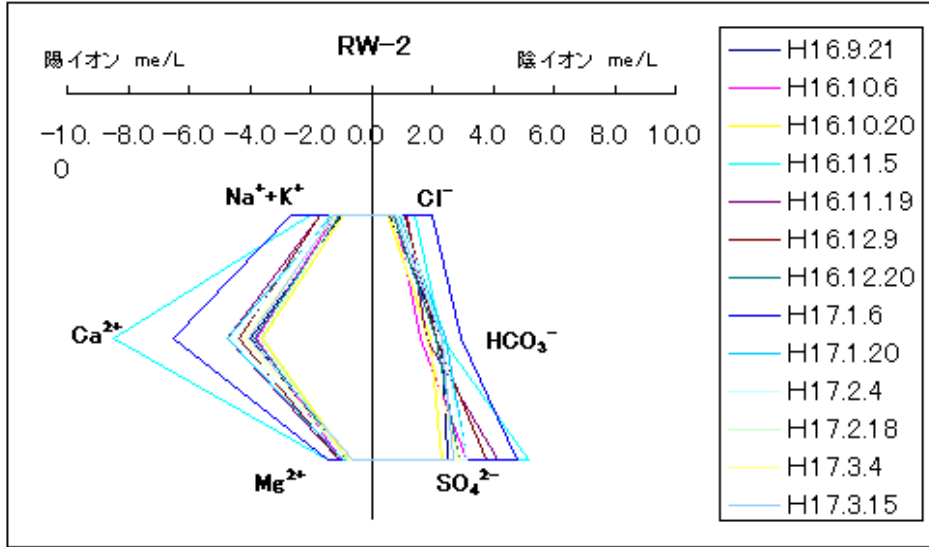 RW-2
陽イオン me/L
陰イオン me/L
-10.0 -8.0 -6.0 -4.0 -2.0 0.0 2.0 4.0 6.0 8.0 10.0
Na⁺+K⁺
Cl⁻
Ca²⁺
HCO₃⁻
Mg²⁺
SO₄²⁻
H16.9.21
H16.10.6
H16.10.20
H16.11.5
H16.11.19
H16.12.9
H16.12.20
H17.1.6
H17.1.20
H17.2.4
H17.2.18
H17.3.4
H17.3.15